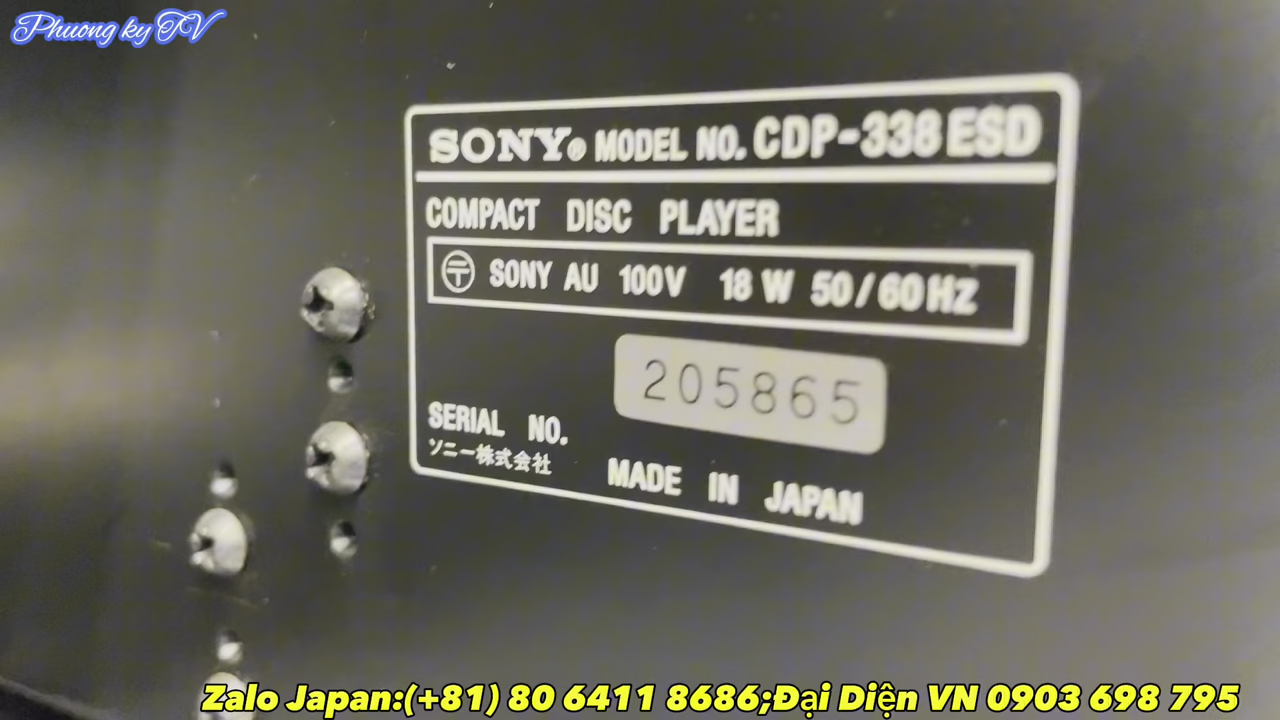 Phuong ky TV
SONY® MODEL NO. CDP-338ESD
COMPACT DISC PLAYER
〒 SONY AU 100V 18 W 50/60Hz
205865
SERIAL NO.
ソニー株式会社
MADE IN JAPAN
Zalo Japan:(+81) 80 6411 8686;Đại Diện VN 0903 698 795